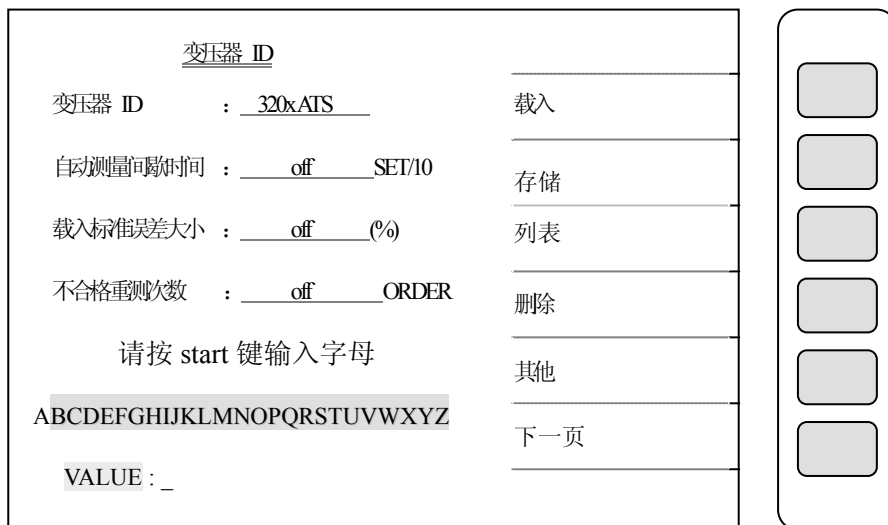 变压器 ID
变压器 ID : 320xATS
自动测量间歇时间 : off SET/10
载入标准误差大小 : off (%)
不合格重测次数 : off ORDER
请按 start 键输入字母
ABCDEFGHIJKLMNOPQRSTUVWXYZ
VALUE : _
载入
存储
列表
删除
其他
下一页